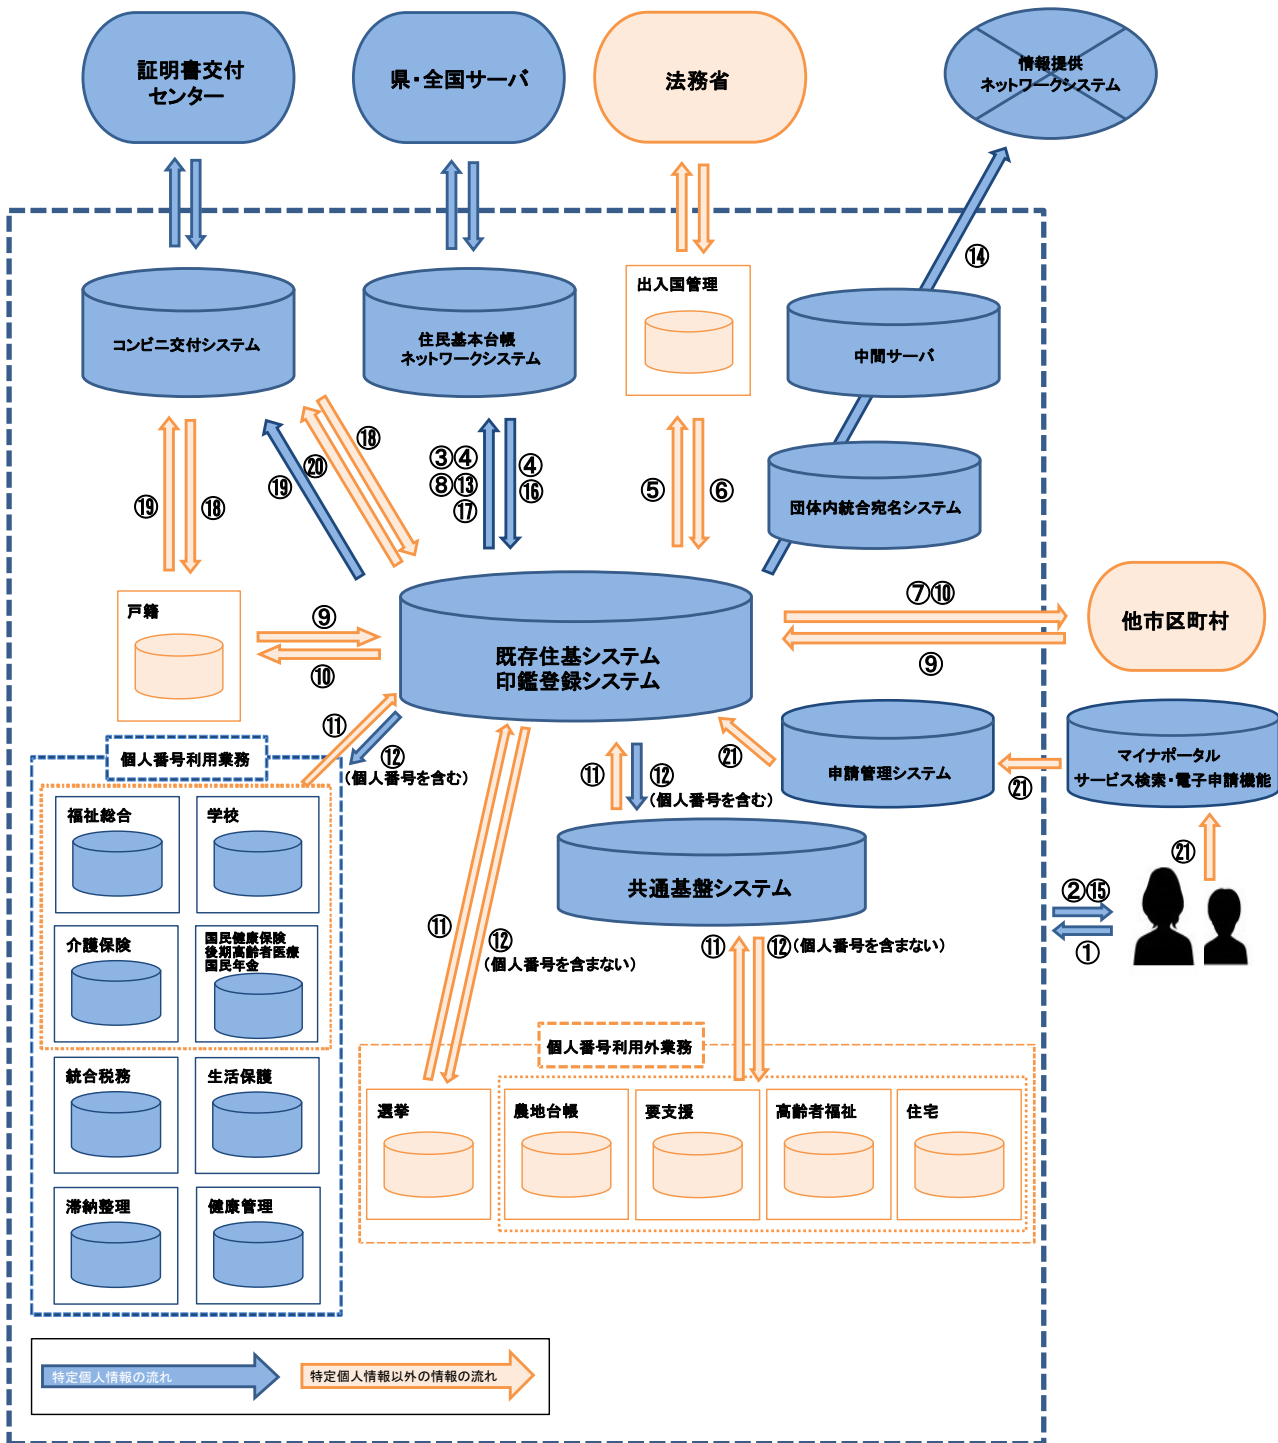 証明書交付
センター
県・全国サーバ
法務省
情報提供
ネットワークシステム
⑭
コンビニ交付システム
住民基本台帳
ネットワークシステム
出入国管理
中間サーバ
団体内統合宛名システム
⑲
⑱
⑲
⑳
⑱
③④
⑧⑬
⑰
④
⑯
⑤
⑥
戸籍
⑨
⑩
既存住基システム
印鑑登録システム
⑦⑩
⑨
他市区町村
⑪
⑫
(個人番号を含む)
⑪
⑫
(個人番号を含む)
㉑
申請管理システム
㉑
マイナポータル
サービス検索・電子申請機能
㉑
②⑮
①
個人番号利用業務
福祉総合
学校
介護保険
国民健康保険
後期高齢者医療
国民年金
統合税務
生活保護
滞納整理
健康管理
共通基盤システム
⑪
⑫
(個人番号を含まない)
⑪
⑫(個人番号を含まない)
個人番号利用外業務
選挙
農地台帳
要支援
高齢者福祉
住宅
特定個人情報の流れ
特定個人情報以外の情報の流れ